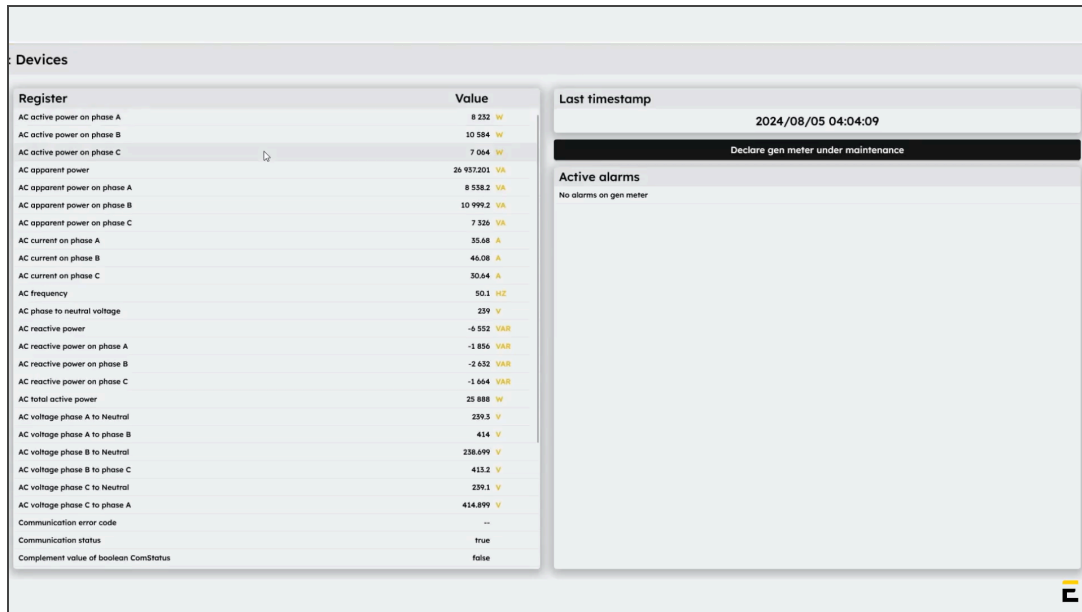 : Devices
Register Value
AC active power on phase A 8 232 W
AC active power on phase B 10 584 W
AC active power on phase C 7 064 W
AC apparent power 26 937.201 VA
AC apparent power on phase A 8 538.2 VA
AC apparent power on phase B 10 999.2 VA
AC apparent power on phase C 7 326 VA
AC current on phase A 35.68 A
AC current on phase B 46.08 A
AC current on phase C 30.64 A
AC frequency 50.1 HZ
AC phase to neutral voltage 239 V
AC reactive power -6 552 VAR
AC reactive power on phase A -1 856 VAR
AC reactive power on phase B -2 632 VAR
AC reactive power on phase C -1 664 VAR
AC total active power 25 888 W
AC voltage phase A to Neutral 239.3 V
AC voltage phase A to phase B 414 V
AC voltage phase B to Neutral 238.699 V
AC voltage phase B to phase C 413.2 V
AC voltage phase C to Neutral 239.1 V
AC voltage phase C to phase A 414.899 V
Communication error code --
Communication status true
Complement value of boolean ComStatus false
Last timestamp
2024/08/05 04:04:09
Declare gen meter under maintenance
Active alarms
No alarms on gen meter
E